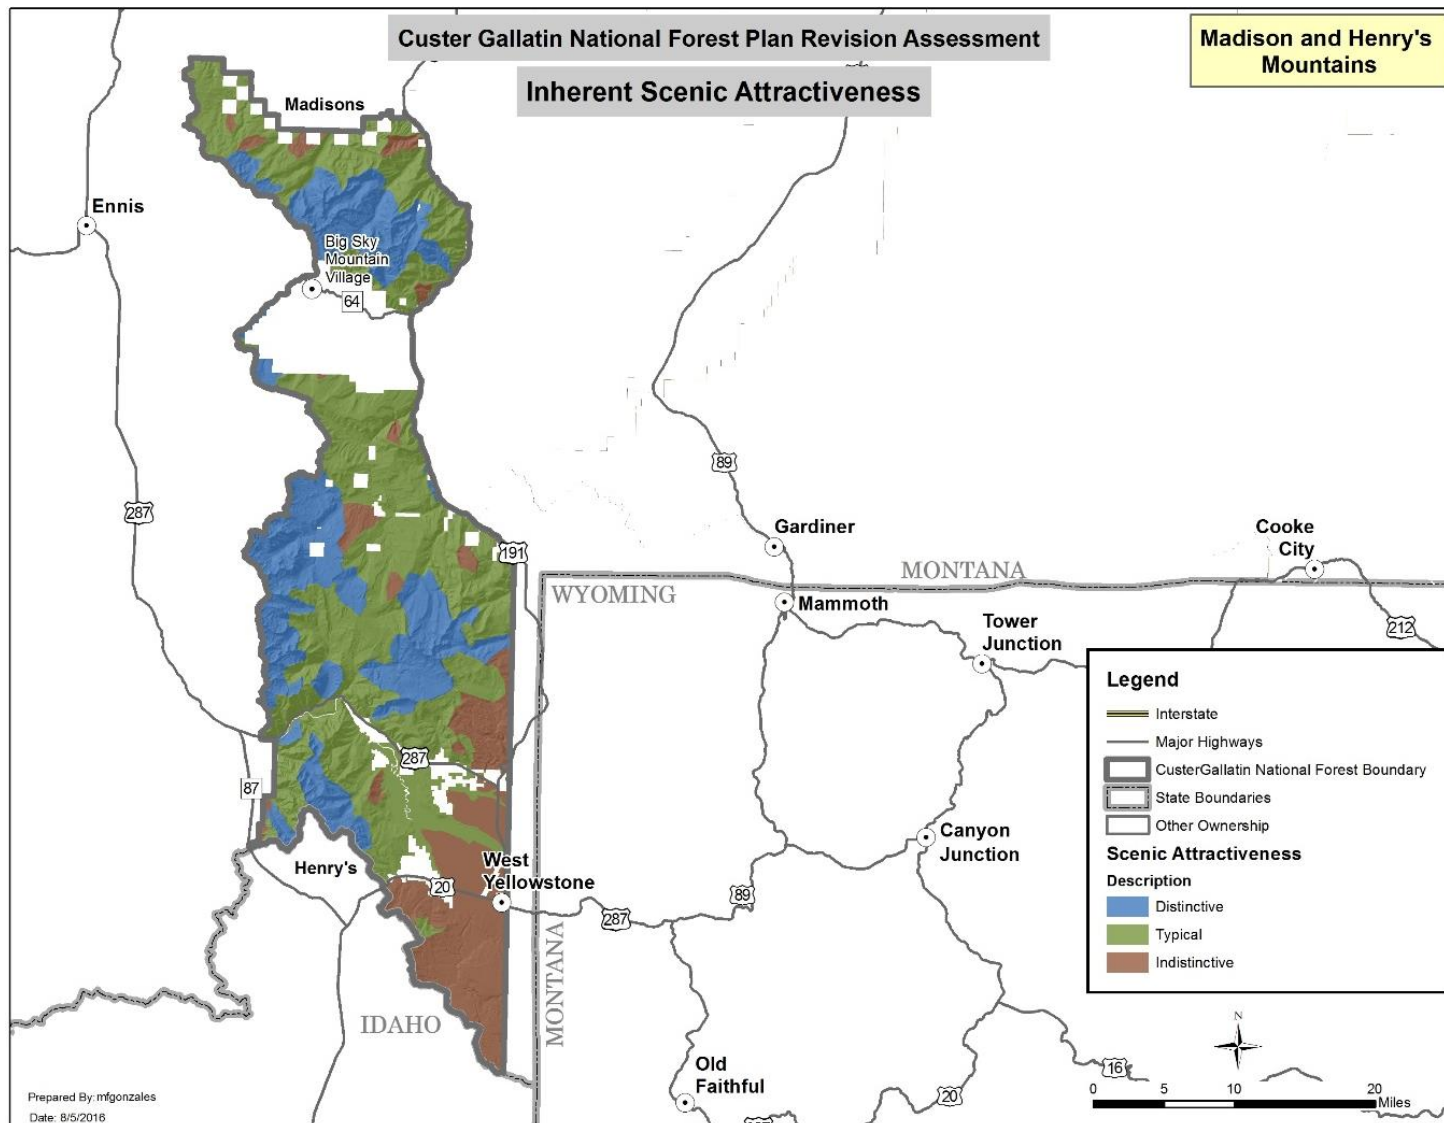 Custer Gallatin National Forest Plan Revision Assessment
Inherent Scenic Attractiveness
Madison and Henry's
Mountains
Madisons
Ennis
Big Sky
Mountain
Village
64
89
287
191
Gardiner
Cooke
City
MONTANA
WYOMING
Mammoth
Tower
Junction
212
287
87
Canyon
Junction
Henry's
West
Yellowstone
20
89
287
MONTANA
IDAHO
Old
Faithful
16
20
Legend
Interstate
Major Highways
CusterGallatin National Forest Boundary
State Boundaries
Other Ownership
Scenic Attractiveness
Description
Distinctive
Typical
Indistinctive
N
0 5 10 20
Miles
Prepared By: mfgonzales
Date: 8/5/2016